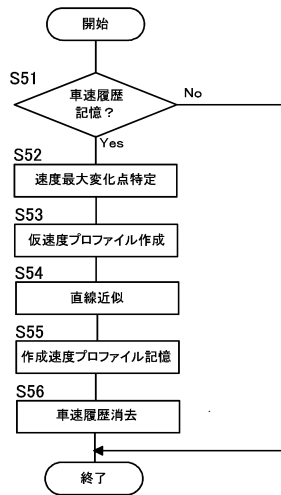 開始
S51
車速履歴
記憶？
No
Yes
S52
速度最大変化点特定
S53
仮速度プロファイル作成
S54
直線近似
S55
作成速度プロファイル記憶
S56
車速履歴消去
終了